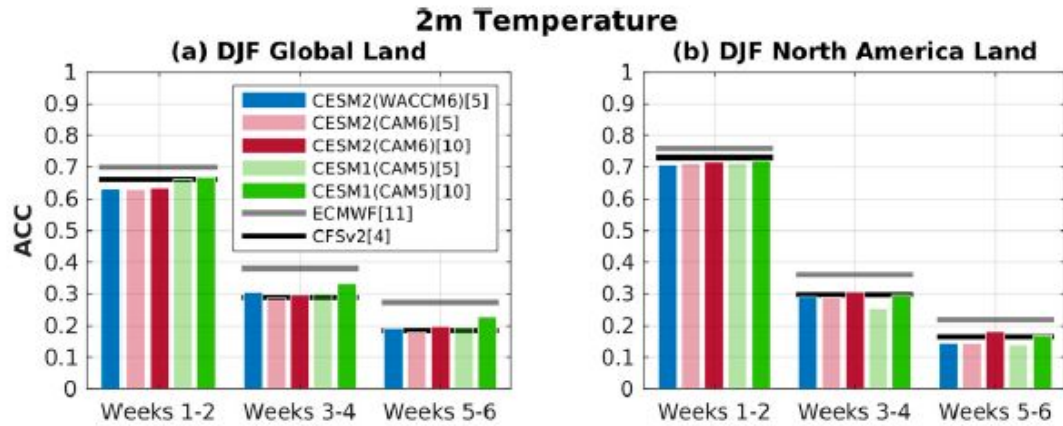 2m Temperature
(a) DJF Global Land
(b) DJF North America Land
1
0.9
0.8
0.7
0.6
0.5
0.4
0.3
0.2
0.1
0
ACC
CESM2(WACCM6)[5]
CESM2(CAM6)[5]
CESM2(CAM6)[10]
CESM1(CAM5)[5]
CESM1(CAM5)[10]
ECMWF[11]
CFSv2[4]
Weeks 1-2 Weeks 3-4 Weeks 5-6
1
0.9
0.8
0.7
0.6
0.5
0.4
0.3
0.2
0.1
0
Weeks 1-2 Weeks 3-4 Weeks 5-6